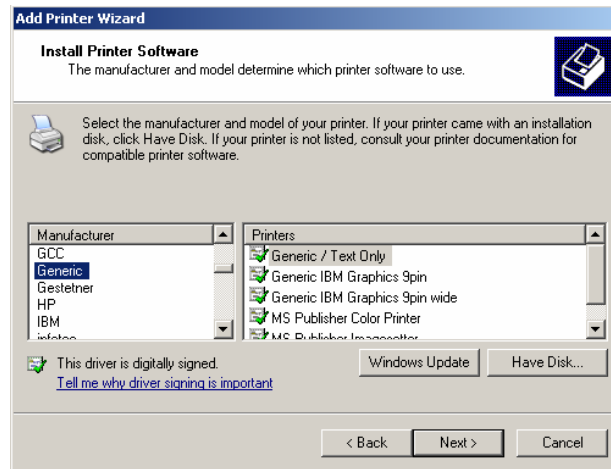 Add Printer Wizard
Install Printer Software
The manufacturer and model determine which printer software to use.
Select the manufacturer and model of your printer. If your printer came with an installation
disk, click Have Disk. If your printer is not listed, consult your printer documentation for
compatible printer software.
Manufacturer
GCC
Generic
Gestetner
HP
IBM
infotec
Printers
Generic / Text Only
Generic IBM Graphics 9pin
Generic IBM Graphics 9pin wide
MS Publisher Color Printer
MS Publisher Imagesetter
This driver is digitally signed.
Tell me why driver signing is important
Windows Update
Have Disk...
< Back
Next >
Cancel